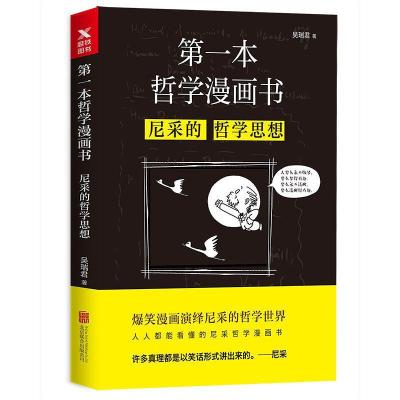 吴瑞君 著
第一本
哲学漫画书
尼采的 哲学思想
爆笑漫画演绎尼采的哲学世界
人人都能看懂的尼采哲学漫画书
许多真理都是以笑话形式讲出来的。——尼采
第一本哲学漫画书
尼采的哲学思想
吴瑞君 著